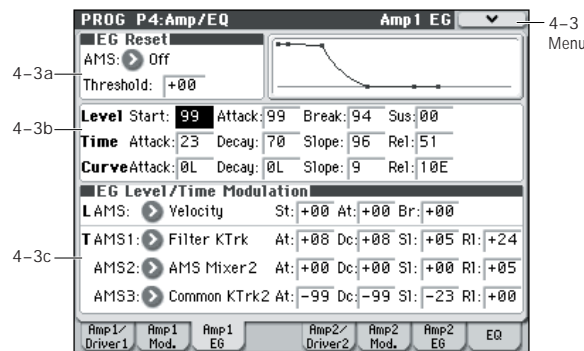 PROG P4:Amp/EQ Amp1 EG
4–3
Menu
EG Reset
AMS: Off
4–3a
Threshold: +00
4–3b
Level Start: 99 Attack: 99 Break: 94 Sus: 00
Time Attack: 23 Decay: 70 Slope: 96 Rel: 51
Curve Attack: 0L Decay: 0L Slope: 9 Rel: 10E
EG Level/Time Modulation
L AMS: Velocity St: +00 At: +00 Br: +00
T AMS1: Filter KTrk At: +08 Dc: +08 Sl: +05 Rl: +24
4–3c
AMS2: AMS Mixer2 At: +00 Dc: +00 Sl: +00 Rl: +05
AMS3: Common KTrk2 At: -99 Dc: -99 Sl: -23 Rl: +00
Amp1/ Driver1
Amp1 Mod.
Amp1 EG
Amp2/ Driver2
Amp2 Mod.
Amp2 EG
EQ